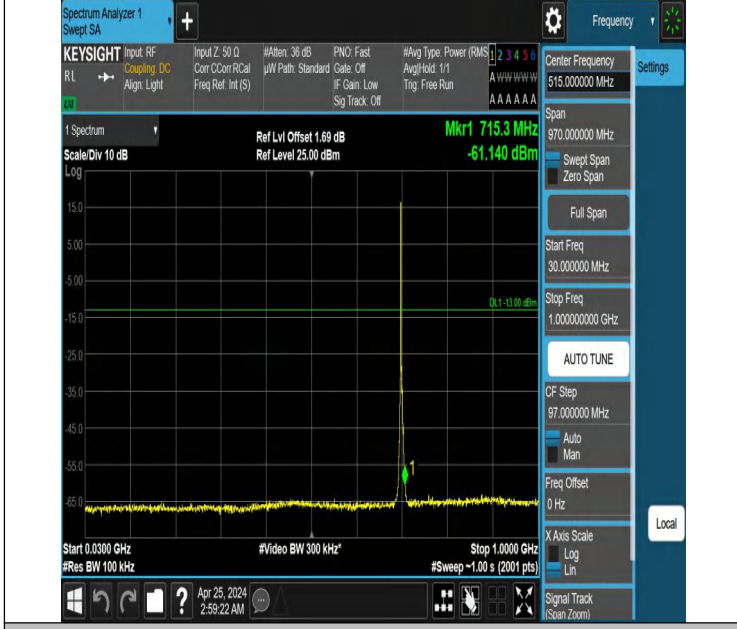 Spectrum Analyzer 1
Swept SA
+
Frequency
KEYSIGHT
RL
LXI
Input: RF
Coupling: DC
Align: Light
Input Z: 50 Ω
Corr CCorr RCal
Freq Ref: Int (S)
#Atten: 36 dB
µW Path: Standard
PNO: Fast
Gate: Off
IF Gain: Low
Sig Track: Off
#Avg Type: Power (RMS
Avg|Hold: 1/1
Trig: Free Run
1 2 3 4 5 6
A W W W W W
A A A A A A
1 Spectrum
Scale/Div 10 dB
Ref Lvl Offset 1.69 dB
Ref Level 25.00 dBm
Mkr1 715.3 MHz
-61.140 dBm
Log
15.0
5.00
-5.00
DL1 -13.00 dBm
-15.0
-25.0
-35.0
-45.0
-55.0
1
-65.0
Start 0.0300 GHz
#Res BW 100 kHz
#Video BW 300 kHz*
Stop 1.0000 GHz
#Sweep ~1.00 s (2001 pts)
?
Apr 25, 2024
2:59:22 AM
Center Frequency
515.000000 MHz
Settings
Span
970.000000 MHz
Swept Span
Zero Span
Full Span
Start Freq
30.000000 MHz
Stop Freq
1.000000000 GHz
AUTO TUNE
CF Step
97.000000 MHz
Auto
Man
Freq Offset
0 Hz
X Axis Scale
Log
Lin
Local
Signal Track
(Span Zoom)